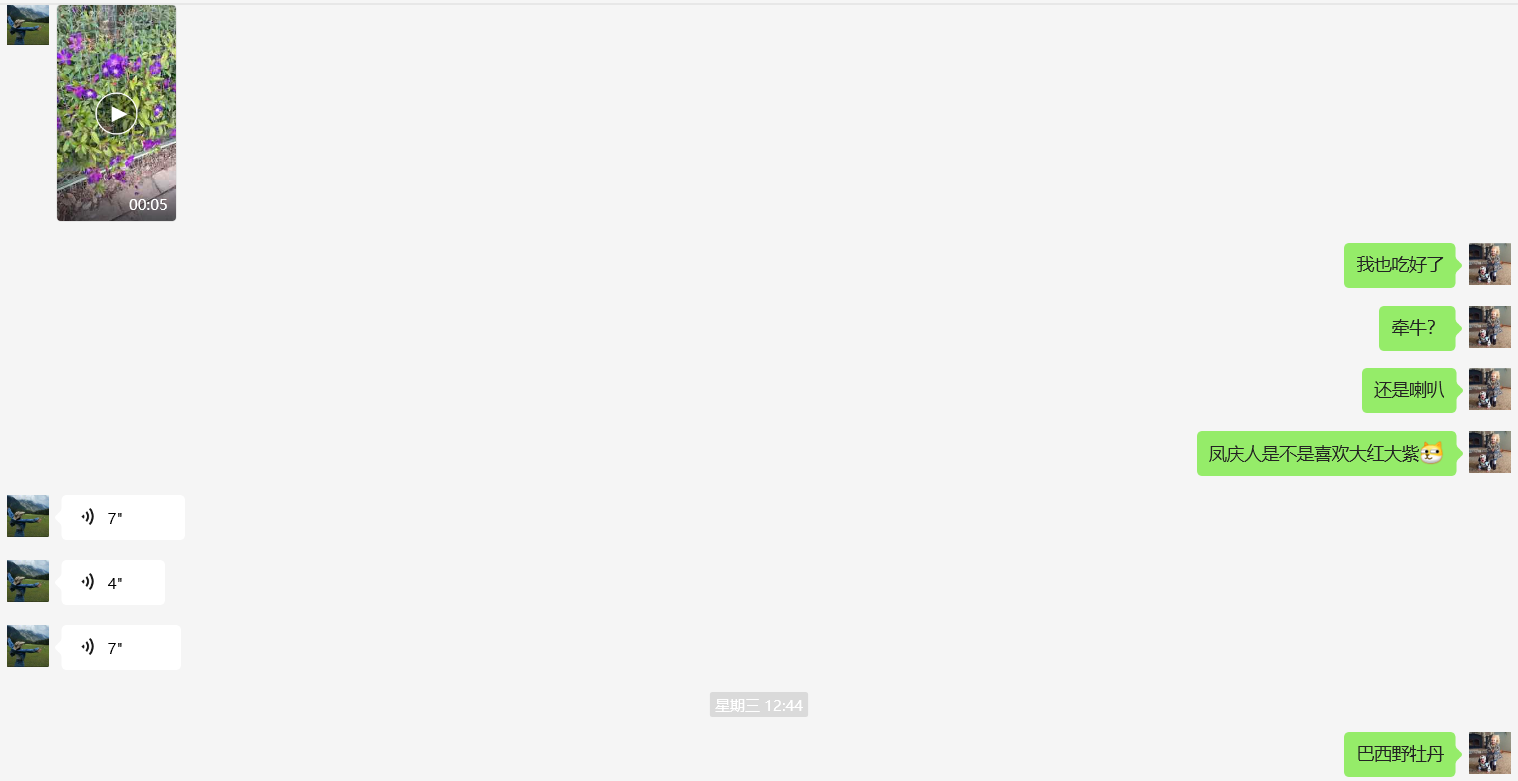 00:05
我也吃好了
牵牛？
还是喇叭
凤庆人是不是喜欢大红大紫
7"
4"
7"
星期三 12:44
巴西野牡丹